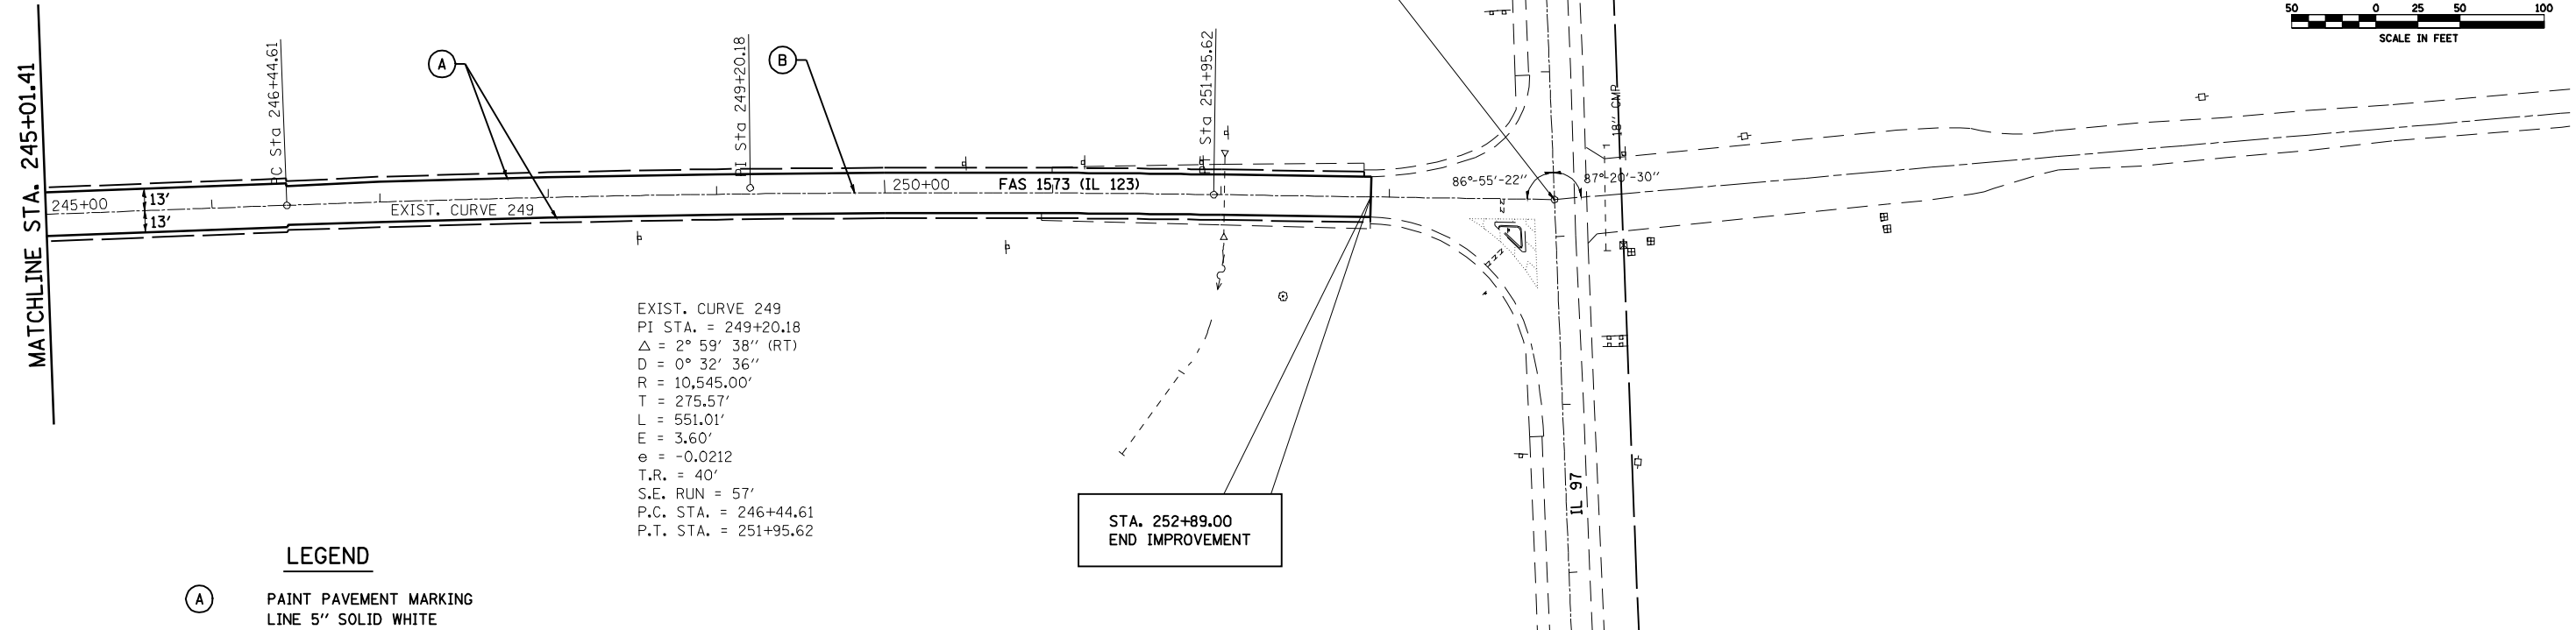 50 0 25 50 100
SCALE IN FEET
MATCHLINE STA. 245+01.41
PC Sta 246+44.61
A
PI Sta 249+20.18
B
PT Sta 251+95.62
18" CMP
245+00
13'
13'
EXIST. CURVE 249
250+00
FAS 1573 (IL 123)
86°-55'-22"
87°-20'-30"
IL 97
EXIST. CURVE 249
PI STA. = 249+20.18
△ = 2° 59' 38" (RT)
D = 0° 32' 36"
R = 10,545.00'
T = 275.57'
L = 551.01'
E = 3.60'
e = -0.0212
T.R. = 40'
S.E. RUN = 57'
P.C. STA. = 246+44.61
P.T. STA. = 251+95.62
STA. 252+89.00
END IMPROVEMENT
LEGEND
A PAINT PAVEMENT MARKING
LINE 5" SOLID WHITE